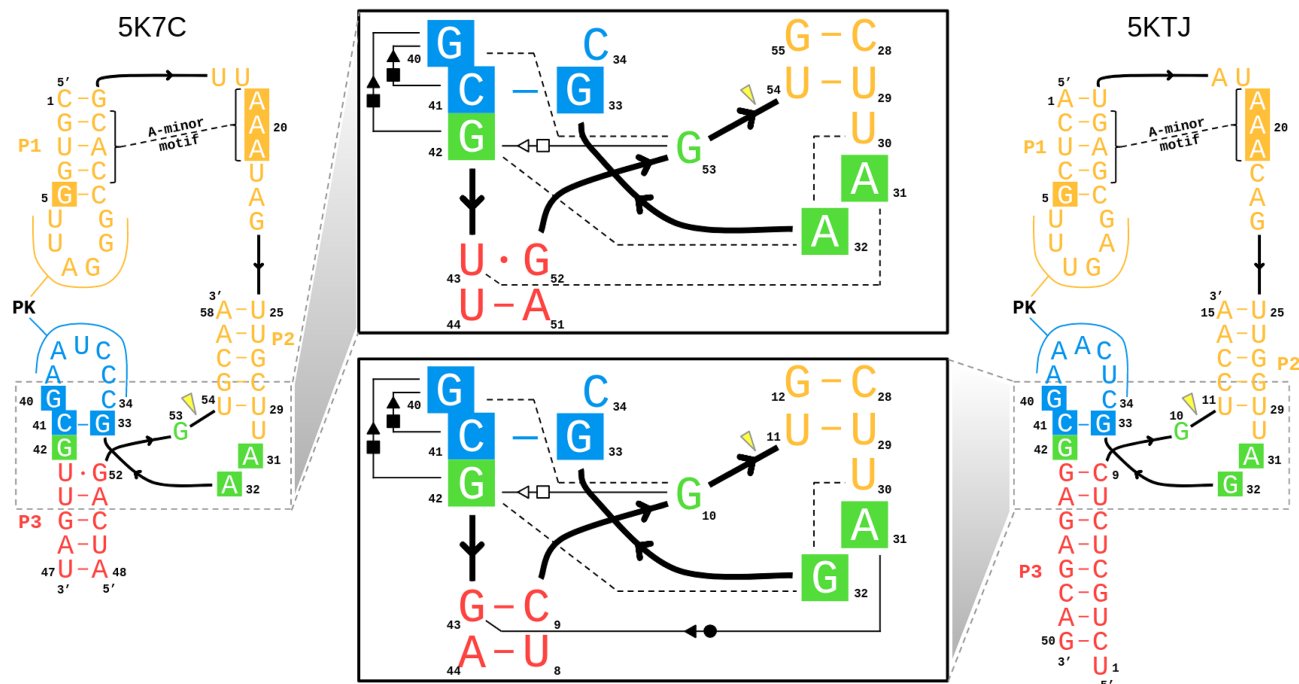 5K7C
5'
1 C - G
G - C
U - A
G - C
5 G - C
U G
U G
A G
P1
A-minor
motif
U U
A
A 20
A
U
A
G
PK
3'
58 A - U 25
A - U
C - G
G - C
54 U - U 29
U
P2
A U C
A C
A C
40 G C 34
41 C - G 33
42 G
53 G
A 31
A 32
U · G 52
U - A
G - C
A - U
47 U - A 48
3' 5'
P3
G C
40 34
C - G
41 33
G
42
55 G - C 28
54 U - U 29
U 30
G 53
A 31
A 32
U · G
43 52
U - A
44 51
G C
40 34
C - G
41 33
G
42
12 G - C 28
11 U - U 29
U 30
G 10
A 31
G 32
G - C
43 9
A - U
44 8
5KTJ
5'
1 A - U
C - G
U - A
C - G
5 G - C
U G
U A
U G
P1
A-minor
motif
A U
A
A 20
A
C
A
G
PK
3'
15 A - U 25
A - U
C - G
C - G
11 U - U 29
U
P2
A A C
A U
A C
40 G 34
41 C - G 33
42 G
10 G
A 31
G 32
G - C 9
A - U
G - C
A - U
G - C
C - G
A - U
50 G - C
U 1
3' 5'
P3